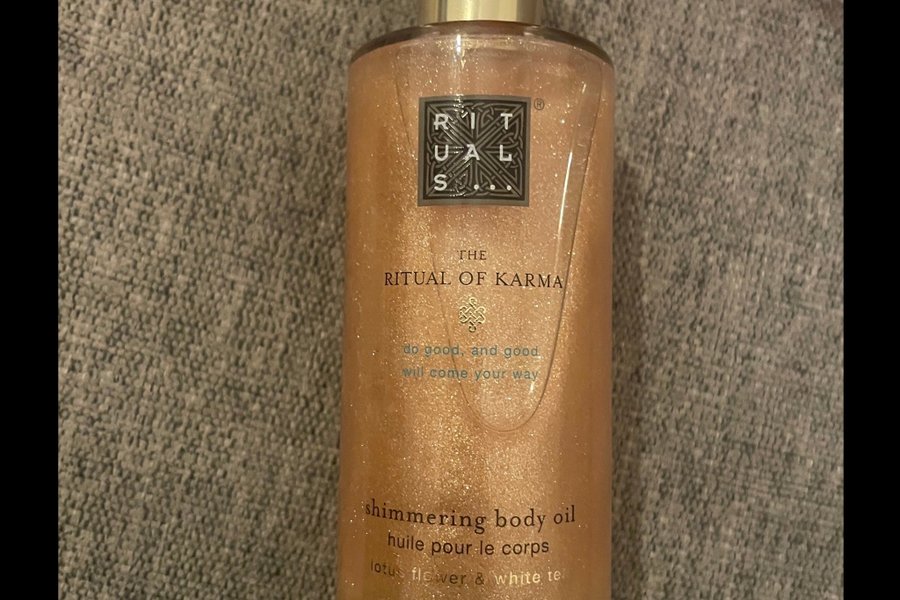 RIT
UAL
S...
®
THE
RITUAL OF KARMA
do good, and good
will come your way
shimmering body oil
huile pour le corps
lotus flower & white te